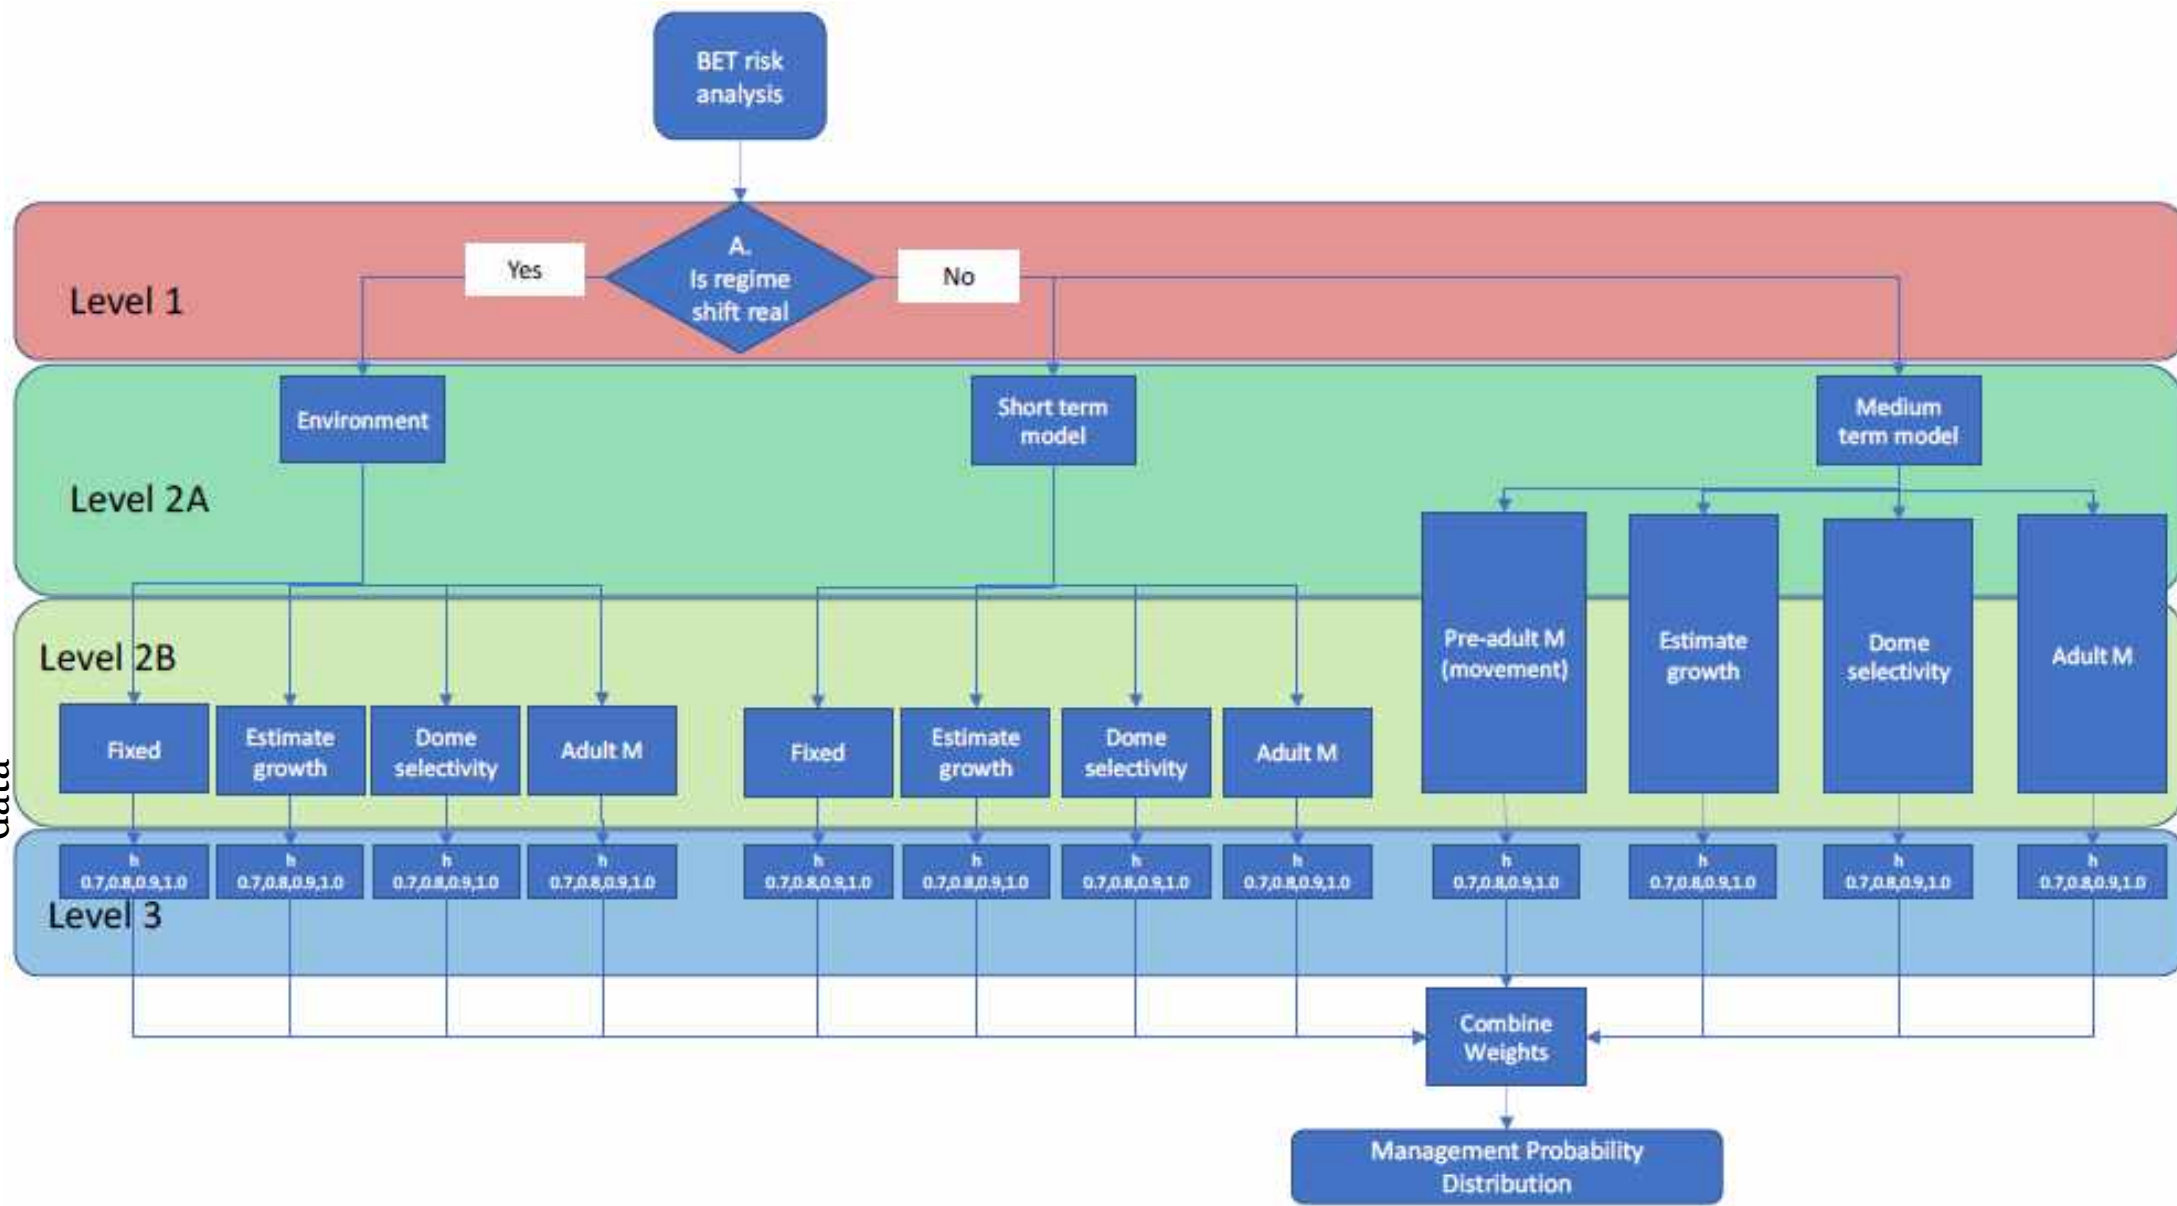 BET risk
analysis
A.
Is regime
shift real
Yes
No
Level 1
Environment
Short term
model
Medium
term model
Level 2A
Level 2B
Pre-adult M
(movement)
Estimate
growth
Dome
selectivity
Adult M
Fixed
Estimate
growth
Dome
selectivity
Adult M
Fixed
Estimate
growth
Dome
selectivity
Adult M
data
h
0.7,0.8,0.9,1.0
h
0.7,0.8,0.9,1.0
h
0.7,0.8,0.9,1.0
h
0.7,0.8,0.9,1.0
h
0.7,0.8,0.9,1.0
h
0.7,0.8,0.9,1.0
h
0.7,0.8,0.9,1.0
h
0.7,0.8,0.9,1.0
h
0.7,0.8,0.9,1.0
h
0.7,0.8,0.9,1.0
h
0.7,0.8,0.9,1.0
h
0.7,0.8,0.9,1.0
Level 3
Combine
Weights
Management Probability
Distribution